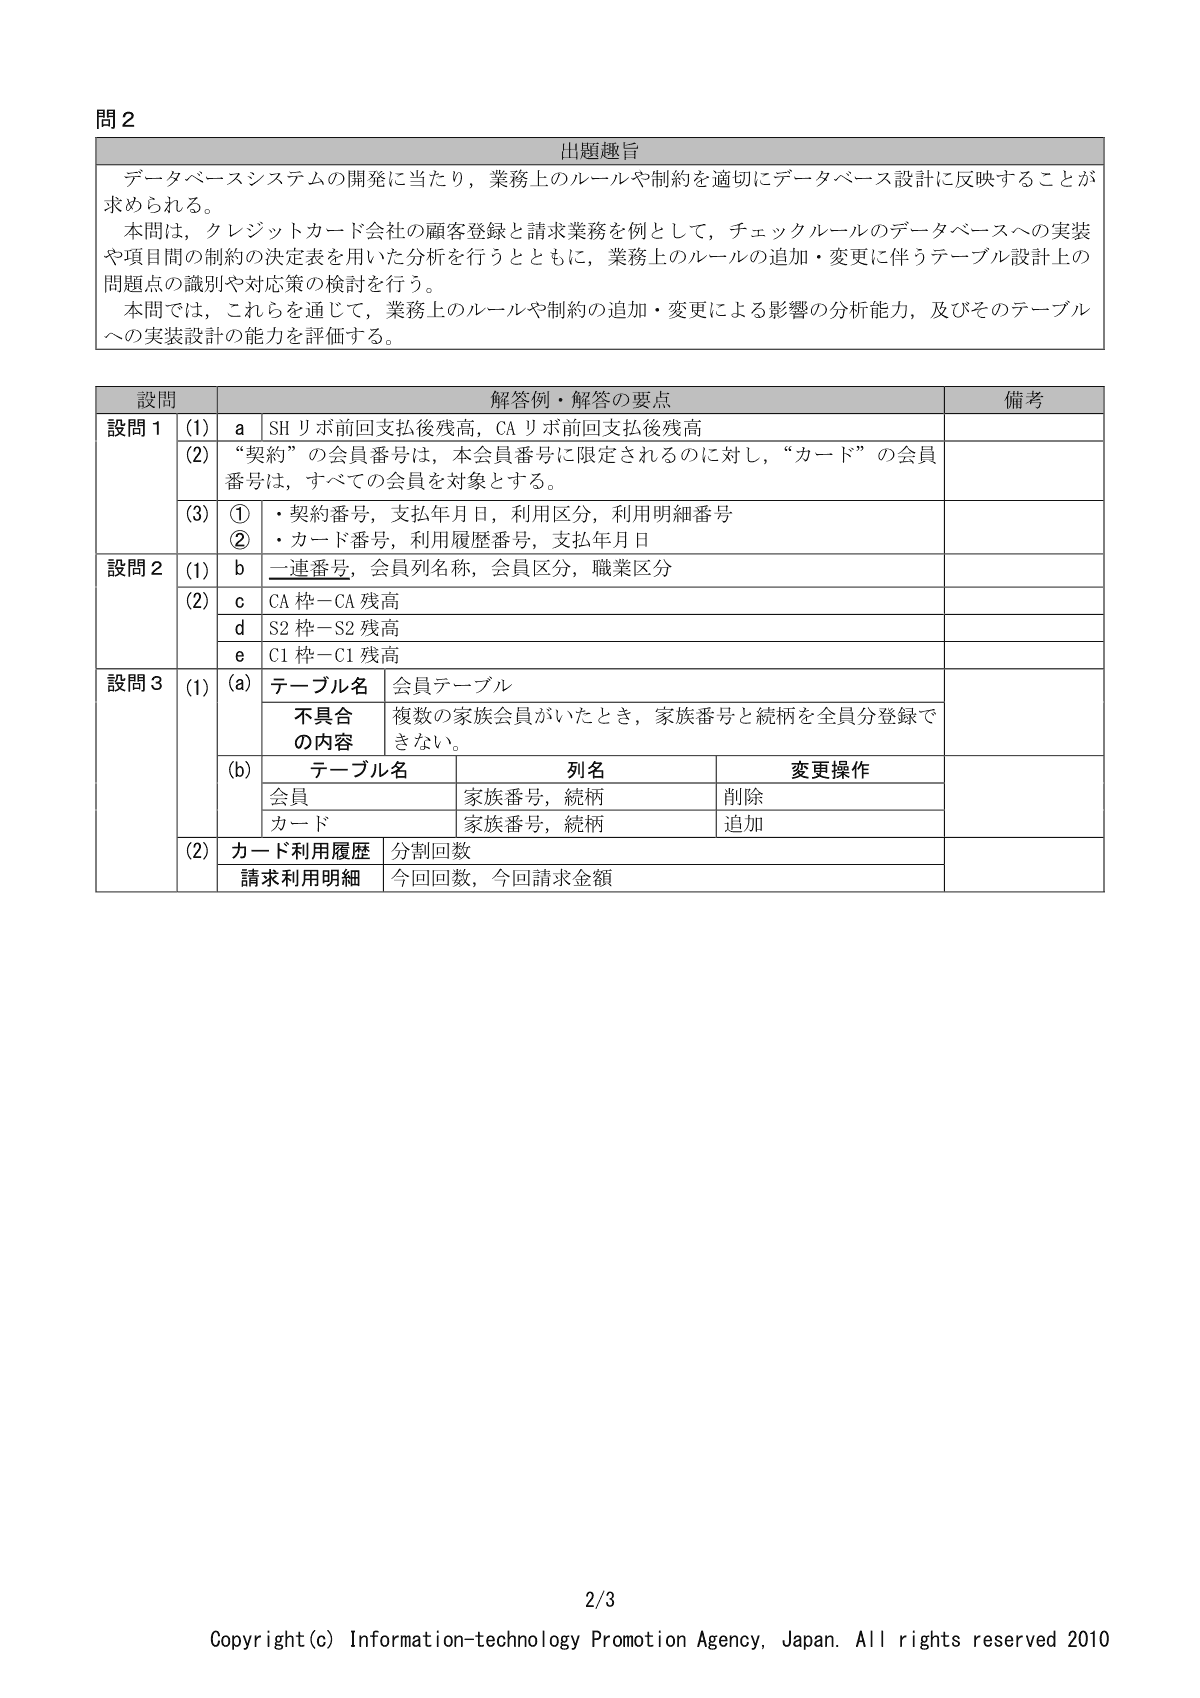 問２
出題趣旨
データベースシステムの開発に当たり，業務上のルールや制約を適切にデータベース設計に反映することが
求められる。
本問は，クレジットカード会社の顧客登録と請求業務を例として，チェックルールのデータベースへの実装
や項目間の制約の決定表を用いた分析を行うとともに，業務上のルールの追加・変更に伴うテーブル設計上の
問題点の識別や対応策の検討を行う。
本問では，これらを通じて，業務上のルールや制約の追加・変更による影響の分析能力，及びそのテーブル
への実装設計の能力を評価する。
設問 解答例・解答の要点 備考
設問１ (1) a SH リボ前回支払後残高，CA リボ前回支払後残高
(2) “契約”の会員番号は，本会員番号に限定されるのに対し，“カード”の会員
番号は，すべての会員を対象とする。
(3) ① ・契約番号，支払年月日，利用区分，利用明細番号
② ・カード番号，利用履歴番号，支払年月日
設問２ (1) b 一連番号，会員列名称，会員区分，職業区分
(2) c CA 枠－CA 残高
d S2 枠－S2 残高
e C1 枠－C1 残高
設問３ (1) (a) テーブル名 会員テーブル
不具合 複数の家族会員がいたとき，家族番号と続柄を全員分登録で
の内容 きない。
(b) テーブル名 列名 変更操作
会員 家族番号，続柄 削除
カード 家族番号，続柄 追加
(2) カード利用履歴 分割回数
請求利用明細 今回回数，今回請求金額
2/3
Copyright(c) Information-technology Promotion Agency, Japan. All rights reserved 2010